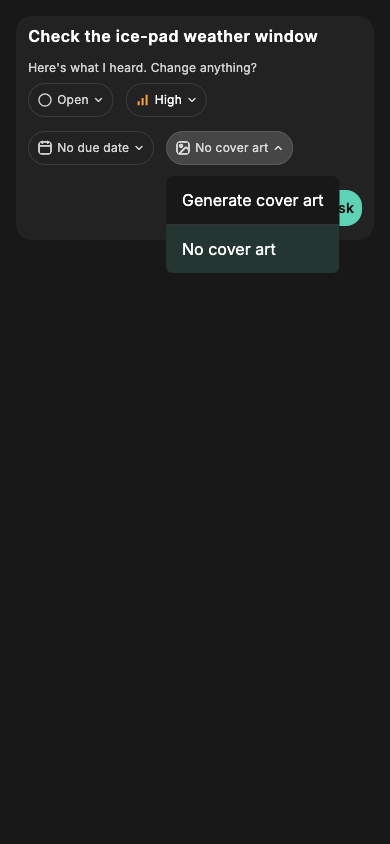 Check the ice-pad weather window
Here's what I heard. Change anything?
Open
High
No due date
No cover art
Generate cover art
sk
No cover art